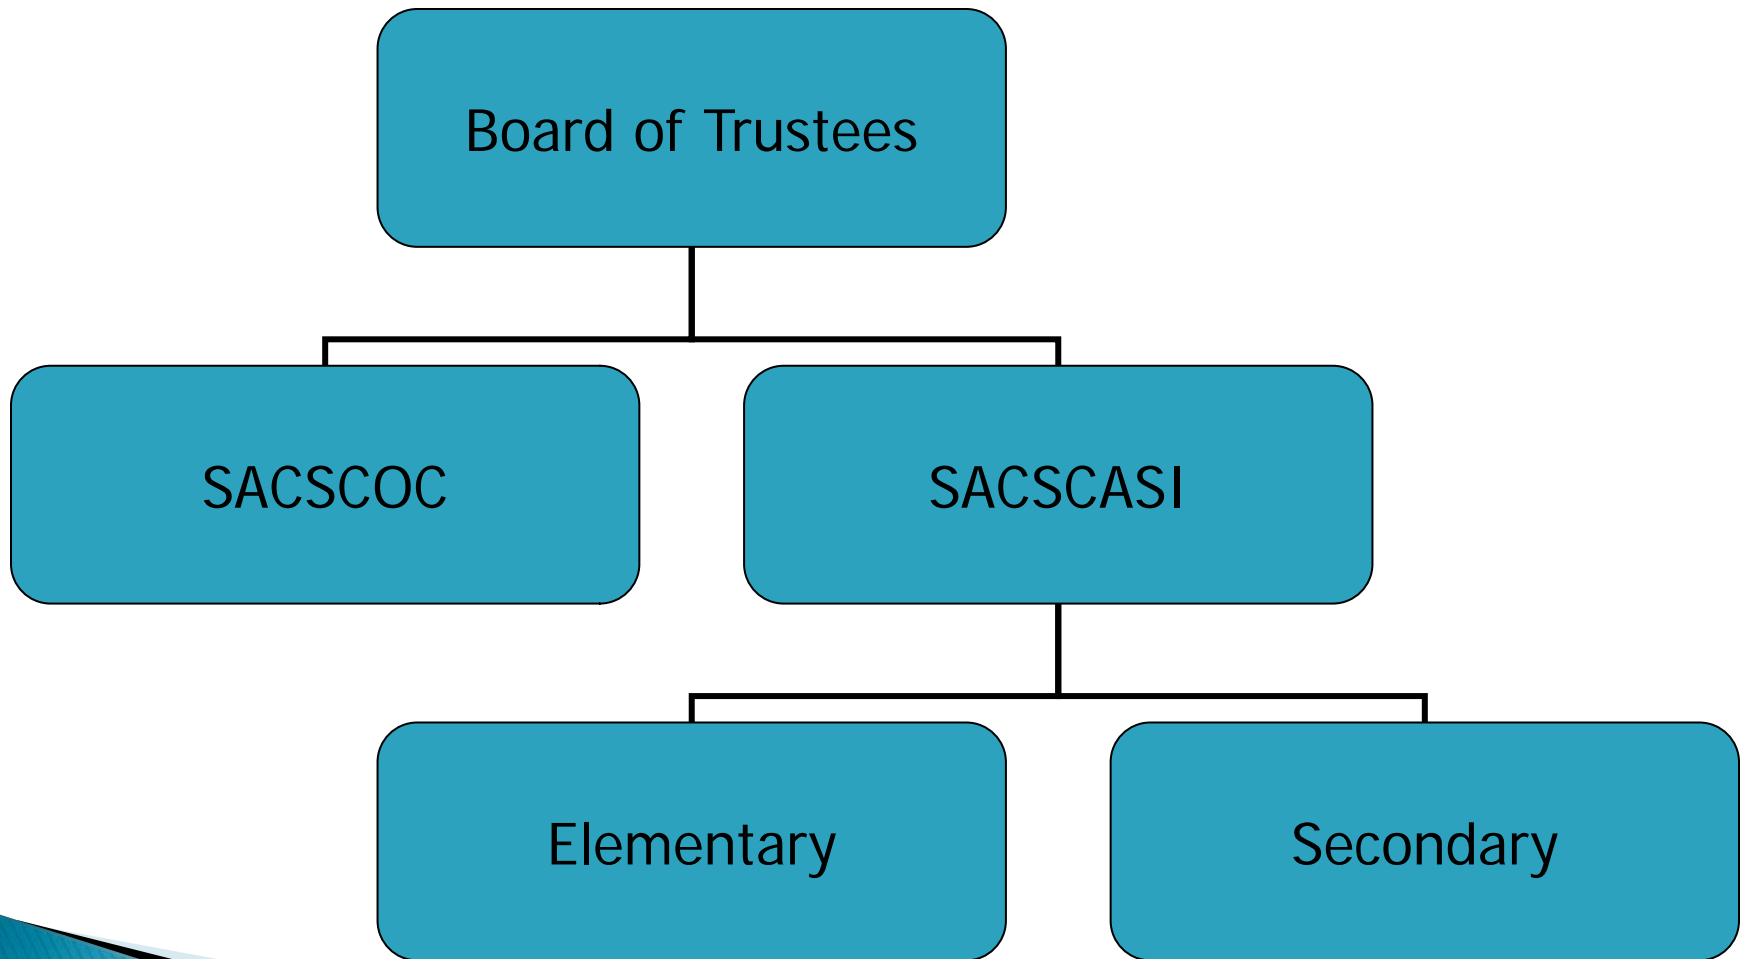 Board of Trustees
SACSCOC
SACSCASI
Elementary
Secondary